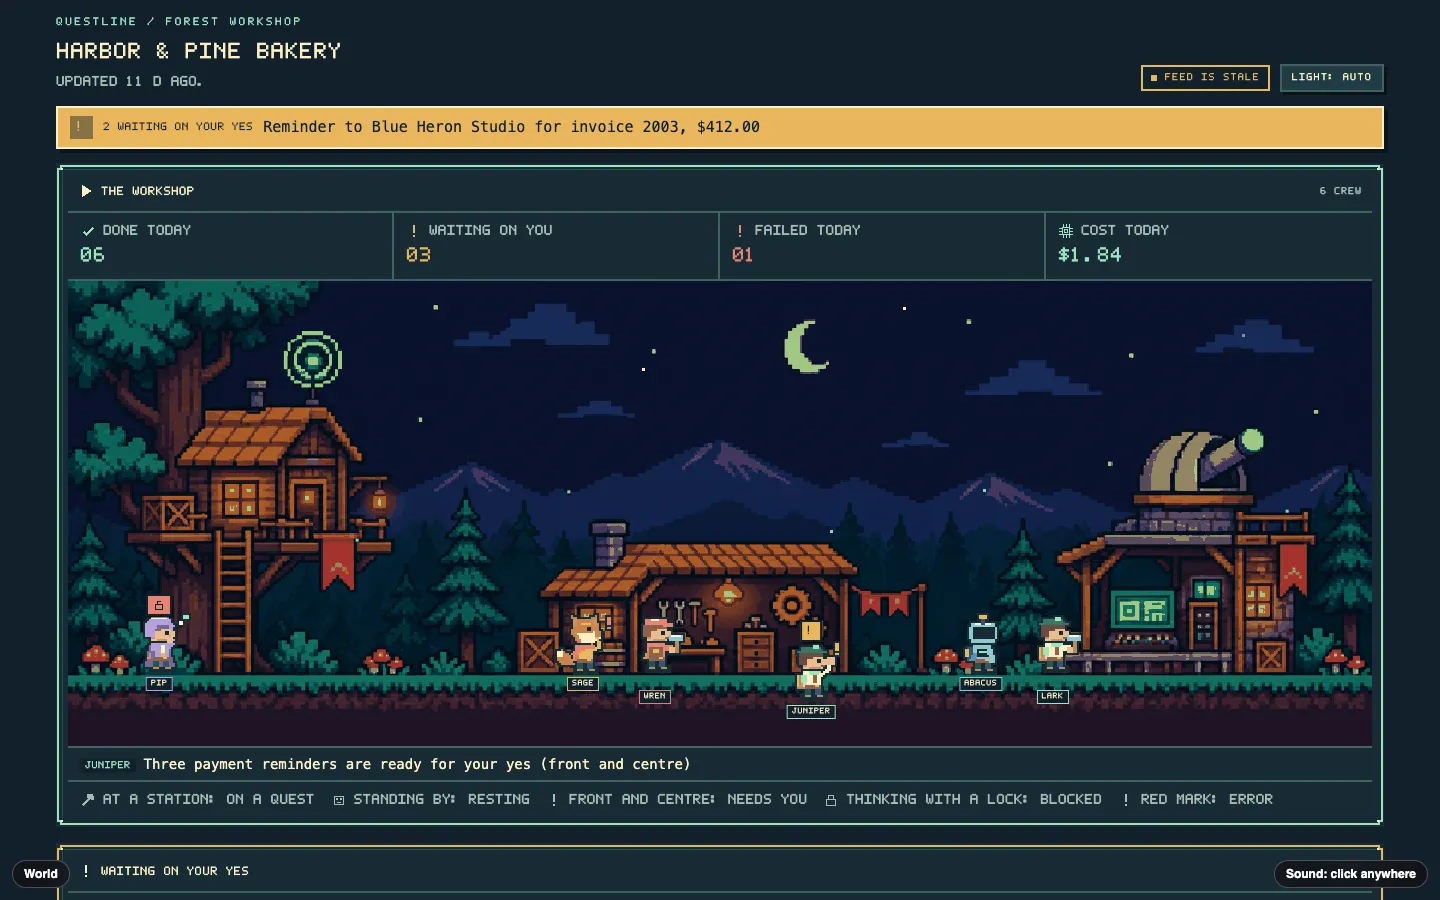 QUESTLINE / FOREST WORKSHOP
HARBOR & PINE BAKERY
UPDATED 11 D AGO.
FEED IS STALE
LIGHT: AUTO
! 2 WAITING ON YOUR YES Reminder to Blue Heron Studio for invoice 2003, $412.00
THE WORKSHOP
6 CREW
DONE TODAY
06
! WAITING ON YOU
03
! FAILED TODAY
01
COST TODAY
$1.84
!
PIP
SAGE
WREN
JUNIPER
ABACUS
LARK
JUNIPER Three payment reminders are ready for your yes (front and centre)
AT A STATION: ON A QUEST STANDING BY: RESTING ! FRONT AND CENTRE: NEEDS YOU THINKING WITH A LOCK: BLOCKED ! RED MARK: ERROR
! WAITING ON YOUR YES
World
Sound: click anywhere